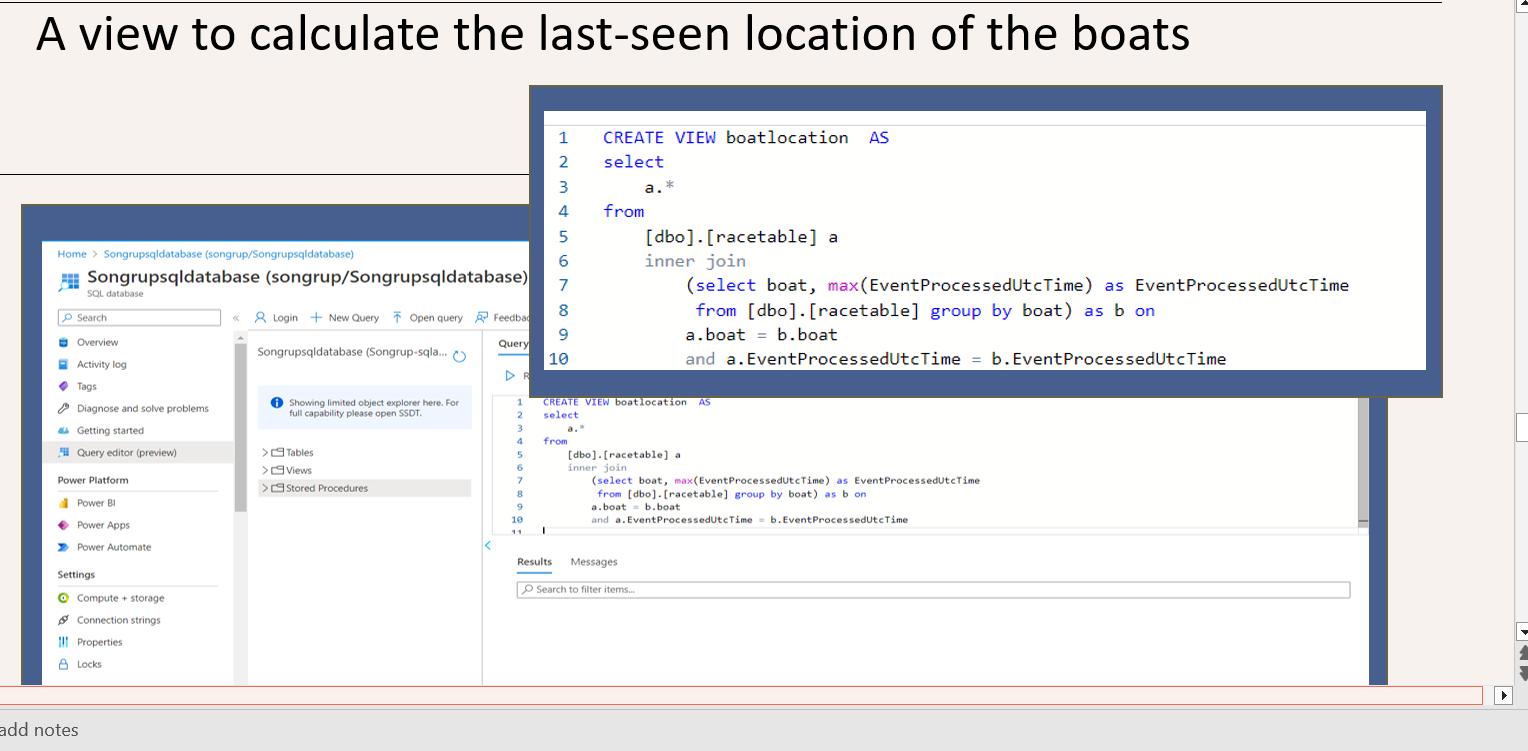 A view to calculate the last-seen location of the boats
1 CREATE VIEW boatlocation AS
2 select
3 a.*
4 from
5 [dbo].[racetable] a
6 inner join
7 (select boat, max(EventProcessedUtcTime) as EventProcessedUtcTime
8 from [dbo].[racetable] group by boat) as b on
9 a.boat = b.boat
10 and a.EventProcessedUtcTime = b.EventProcessedUtcTime
Home > Songrupsqldatabase (songrup/Songrupsqldatabase)
Songrupsqldatabase (songrup/Songrupsqldatabase)
SQL database
Search
«
Login + New Query Open query Feedbac
Overview
Activity log
Tags
Diagnose and solve problems
Getting started
Query editor (preview)
Power Platform
Power BI
Power Apps
Power Automate
Settings
Compute + storage
Connection strings
Properties
Locks
Songrupsqldatabase (Songrup-sqla...
Showing limited object explorer here. For
full capability please open SSDT.
> Tables
> Views
> Stored Procedures
Query
R
1 CREATE VIEW boatlocation AS
2 select
3 a.*
4 from
5 [dbo].[racetable] a
6 inner join
7 (select boat, max(EventProcessedUtcTime) as EventProcessedUtcTime
8 from [dbo].[racetable] group by boat) as b on
9 a.boat = b.boat
10 and a.EventProcessedUtcTime = b.EventProcessedUtcTime
11
Results Messages
Search to filter items...
add notes